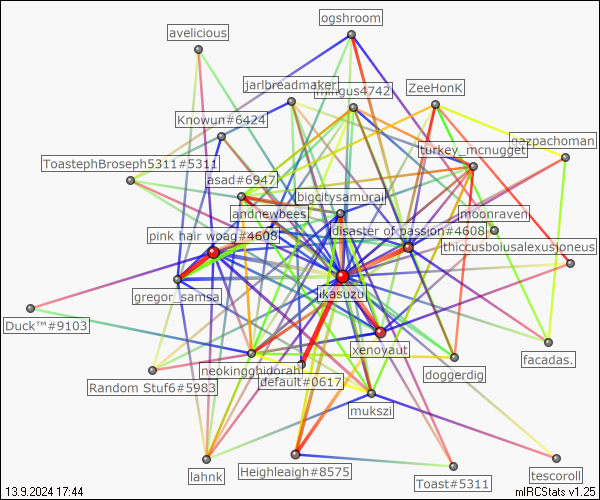 ogshroom
avelicious
jarlbreadmaker
mingus4742
ZeeHonK
Knowun#6424
gazpachoman
turkey_mcnugget
ToastephBroseph5311#5311
asad#6947
bigcitysamurai
andnewbees
moonraven
pink hair woag#4608
disaster of passion#4608
thiccusboiusalexusjoneus
gregor_samsa
ikasuzu
Duck™#9103
xenovaut
facadas.
neokingghidorah
doggerdig
Random Stuf6#5983
default#0617
mukszi
lahnk
Heighleaigh#8575
Toast#5311
tescoroll
13.9.2024 17:44
mIRCStats v1.25